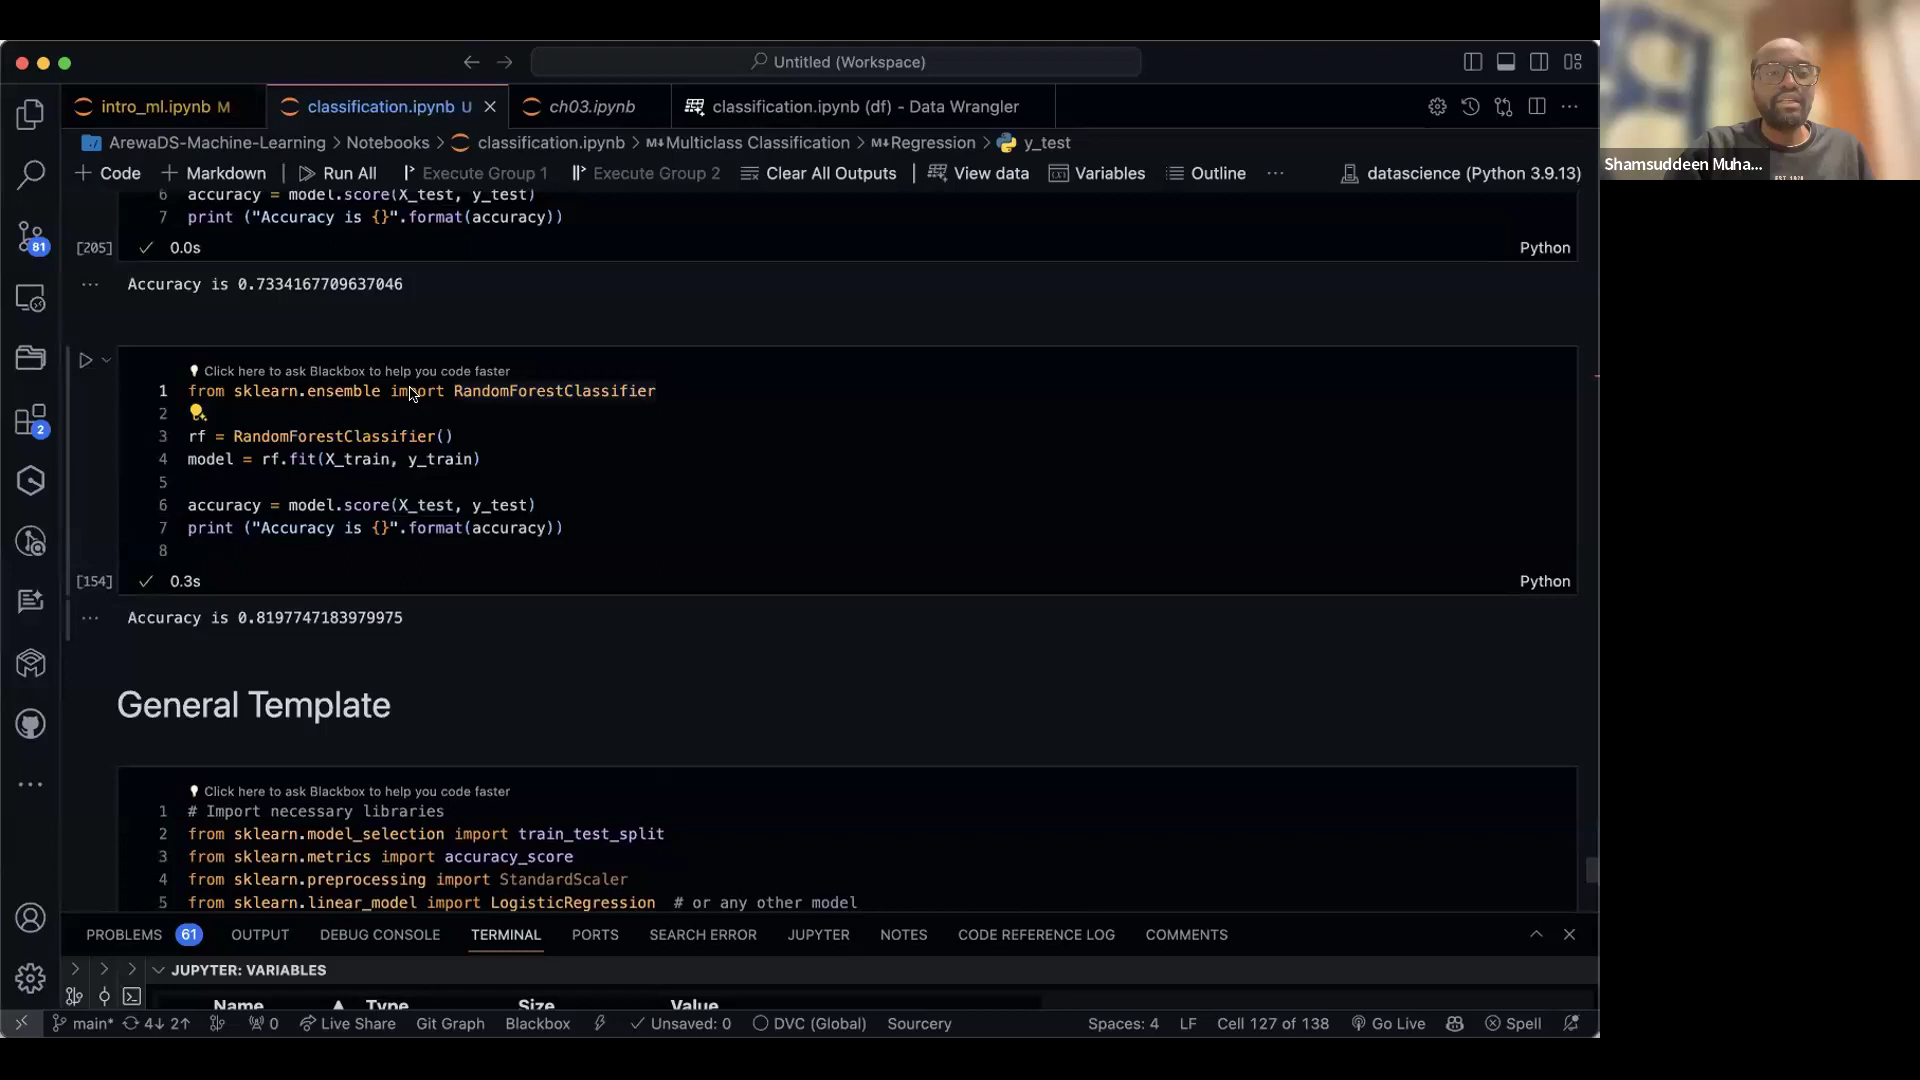 Untitled (Workspace)
intro_ml.ipynb M
classification.ipynb U
ch03.ipynb
classification.ipynb (df) - Data Wrangler
ArewaDS-Machine-Learning > Notebooks > classification.ipynb > M↓Multiclass Classification > M↓Regression > y_test
+ Code + Markdown Run All Execute Group 1 Execute Group 2 Clear All Outputs View data Variables Outline ··· datascience (Python 3.9.13)
6 accuracy = model.score(X_test, y_test)
7 print ("Accuracy is {}".format(accuracy))
[205] ✓ 0.0s Python
... Accuracy is 0.7334167709637046
Click here to ask Blackbox to help you code faster
1 from sklearn.ensemble import RandomForestClassifier
2
3 rf = RandomForestClassifier()
4 model = rf.fit(X_train, y_train)
5
6 accuracy = model.score(X_test, y_test)
7 print ("Accuracy is {}".format(accuracy))
8
[154] ✓ 0.3s Python
... Accuracy is 0.8197747183979975
General Template
Click here to ask Blackbox to help you code faster
1 # Import necessary libraries
2 from sklearn.model_selection import train_test_split
3 from sklearn.metrics import accuracy_score
4 from sklearn.preprocessing import StandardScaler
5 from sklearn.linear_model import LogisticRegression # or any other model
PROBLEMS 61 OUTPUT DEBUG CONSOLE TERMINAL PORTS SEARCH ERROR JUPYTER NOTES CODE REFERENCE LOG COMMENTS
JUPYTER: VARIABLES
Name ▲ Type Size Value
main* 4↓ 2↑ 0 Live Share Git Graph Blackbox Unsaved: 0 DVC (Global) Sourcery Spaces: 4 LF Cell 127 of 138 Go Live Spell
81
2
Shamsuddeen Muha...